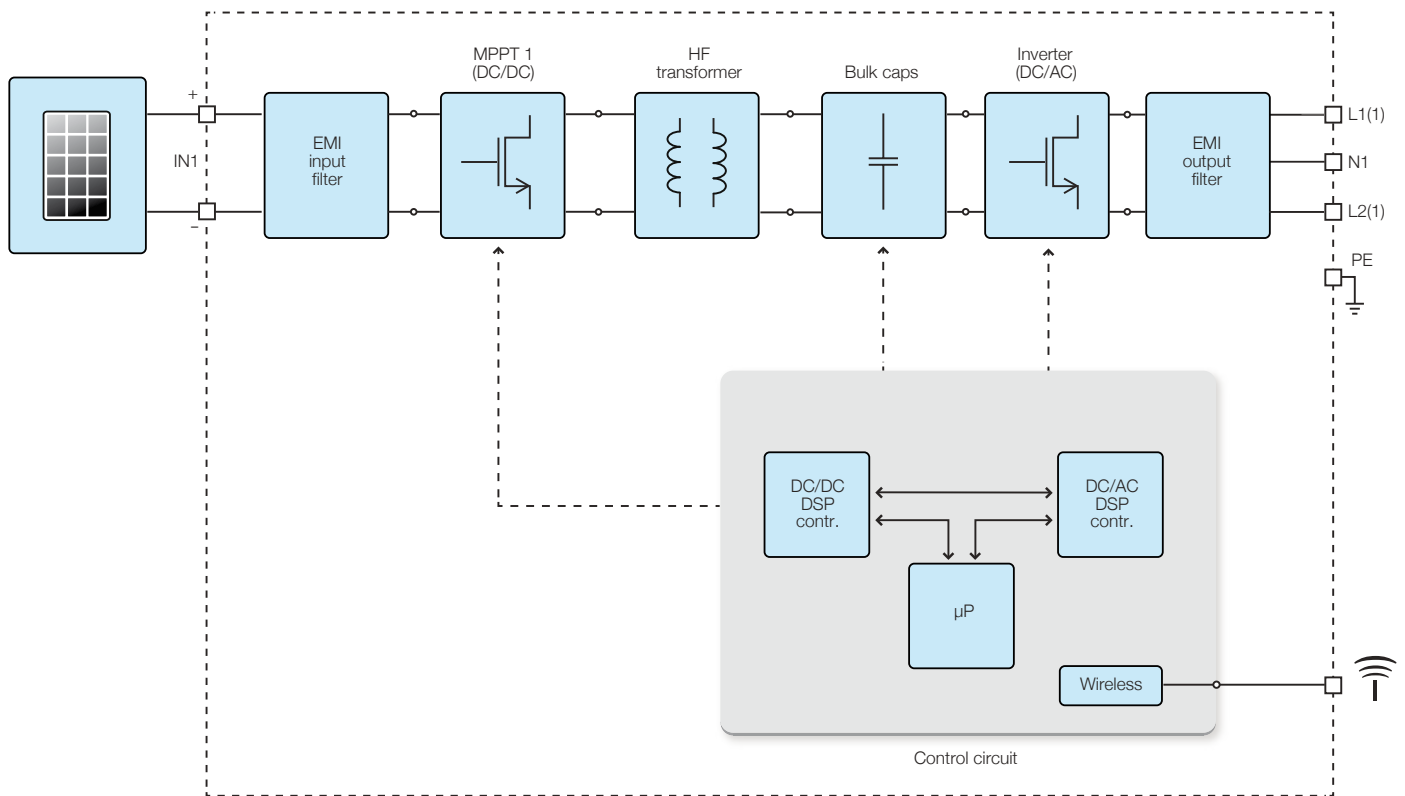 MPPT 1
(DC/DC)
HF
transformer
Bulk caps
Inverter
(DC/AC)
+
IN1
–
EMI
input
filter
EMI
output
filter
L1(1)
N1
L2(1)
PE
DC/DC
DSP
contr.
DC/AC
DSP
contr.
µP
Wireless
Control circuit